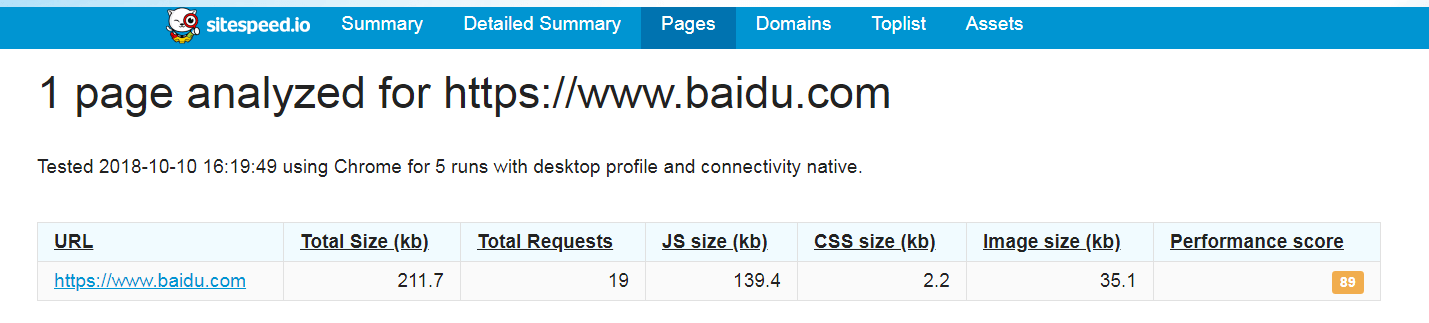 sitespeed.io Summary Detailed Summary Pages Domains Toplist Assets
1 page analyzed for https://www.baidu.com
Tested 2018-10-10 16:19:49 using Chrome for 5 runs with desktop profile and connectivity native.
URL Total Size (kb) Total Requests JS size (kb) CSS size (kb) Image size (kb) Performance score
https://www.baidu.com 211.7 19 139.4 2.2 35.1 89